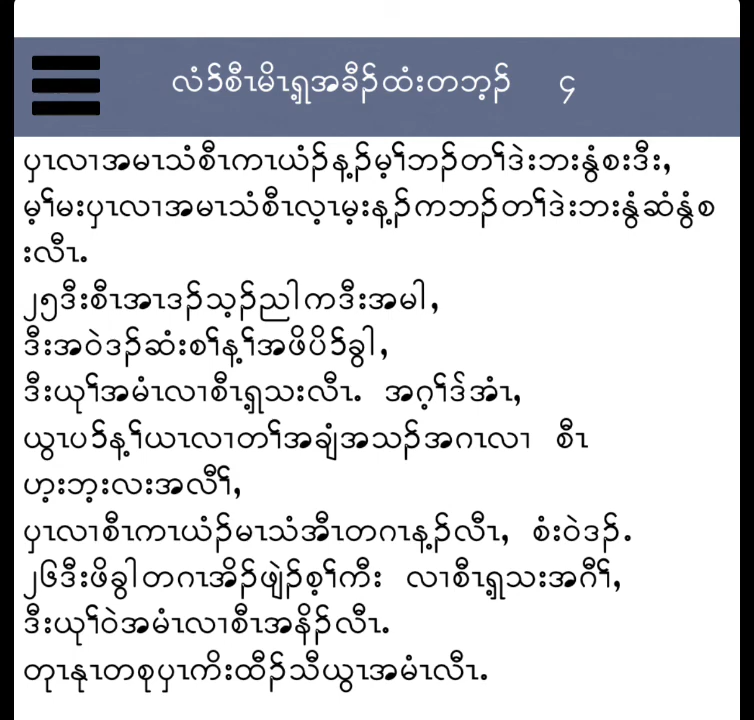 လံာ်စီၤမိၤရှ့အခီၣ်ထံးတဘ့ၣ် ၄
ပှၤလၢအမၤသံစီၤကၤယံၣ်န့ၣ်မ့ၢ်ဘၣ်တၢ်ဒဲးဘးနွံစးဒီး,
မ့ၢ်မးပှၤလၢအမၤသံစီၤလ့ၤမ့းန့ၣ်ကဘၣ်တၢ်ဒဲးဘးနွံဆံနွံစ
းလီၤ.
၂၅ဒီးစီၤအၤဒၣ်သ့ၣ်ညါကဒီးအမါ,
ဒီးအဝဲဒၣ်ဆံးစၢ်န့ၢ်အဖိပိာ်ခွါ,
ဒီးယုၢ်အမံၤလၢစီၤရှ့သးလီၤ. အဂ့ၢ်ဒ်အံၤ,
ယွၤပာ်န့ၢ်ယၤလၢတၢ်အချံအသၣ်အဂၤလၢ စီၤ
ဟ့းဘ့းလးအလီၢ်,
ပှၤလၢစီၤကၤယံၣ်မၤသံအီၤတဂၤန့ၣ်လီၤ, စံးဝဲဒၣ်.
၂၆ဒီးဖိခွါတဂၤအိၣ်ဖျဲၣ်စ့ၢ်ကီး လၢစီၤရှ့သးအဂီၢ်,
ဒီးယုၢ်ဝဲအမံၤလၢစီၤအနိၣ်လီၤ.
တုၤနုၤတစုပှၤကိးထီၣ်သီယွၤအမံၤလီၤ.